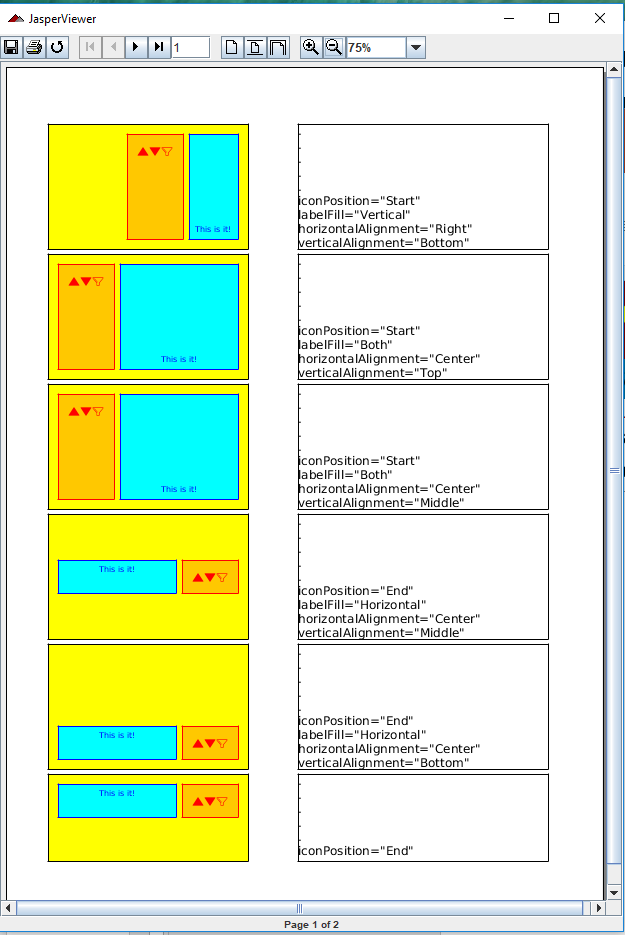 JasperViewer
1
75%
This is it!
iconPosition="Start"
labelFill="Vertical"
horizontalAlignment="Right"
verticalAlignment="Bottom"
This is it!
iconPosition="Start"
labelFill="Both"
horizontalAlignment="Center"
verticalAlignment="Top"
This is it!
iconPosition="Start"
labelFill="Both"
horizontalAlignment="Center"
verticalAlignment="Middle"
This is it!
iconPosition="End"
labelFill="Horizontal"
horizontalAlignment="Center"
verticalAlignment="Middle"
This is it!
iconPosition="End"
labelFill="Horizontal"
horizontalAlignment="Center"
verticalAlignment="Bottom"
This is it!
iconPosition="End"
Page 1 of 2